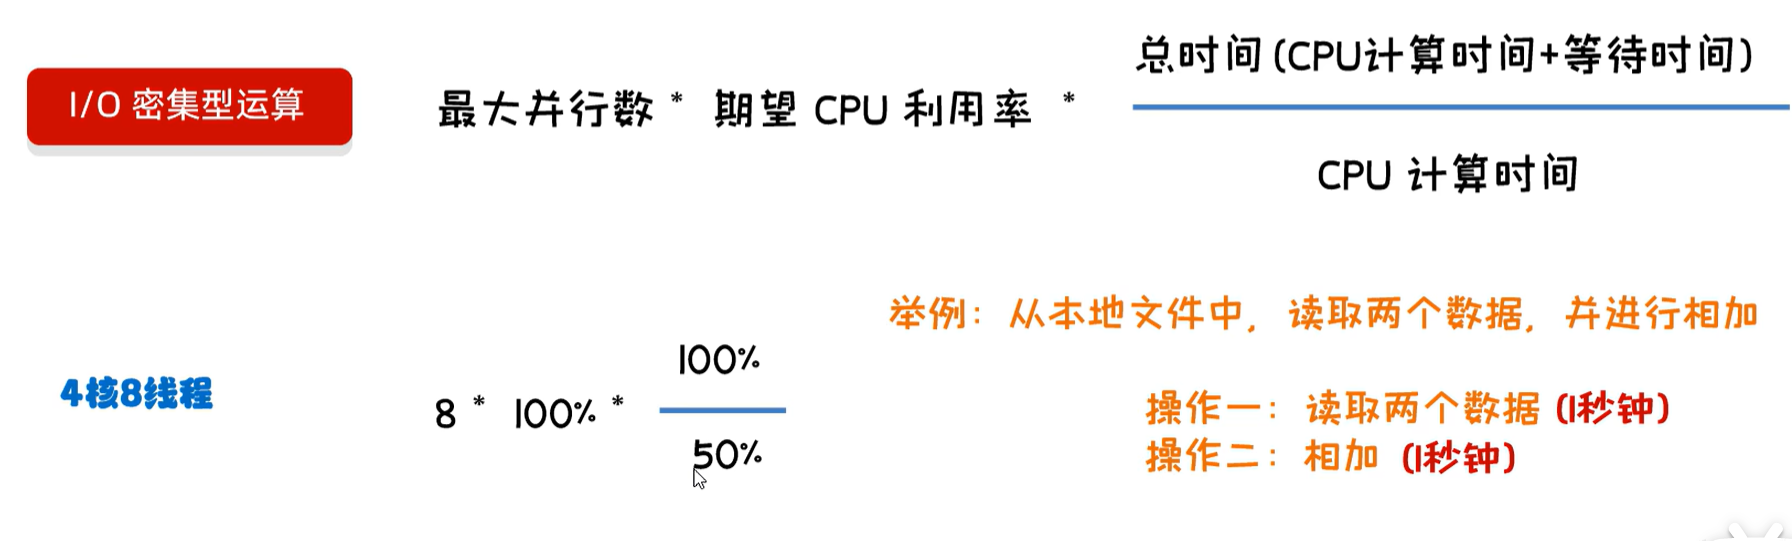 总时间(CPU计算时间+等待时间)
I/O 密集型运算
最大并行数 * 期望 CPU 利用率 *
CPU 计算时间
举例：从本地文件中，读取两个数据，并进行相加
100%
4核8线程
8 * 100% *
50%
操作一：读取两个数据 (1秒钟)
操作二：相加 (1秒钟)